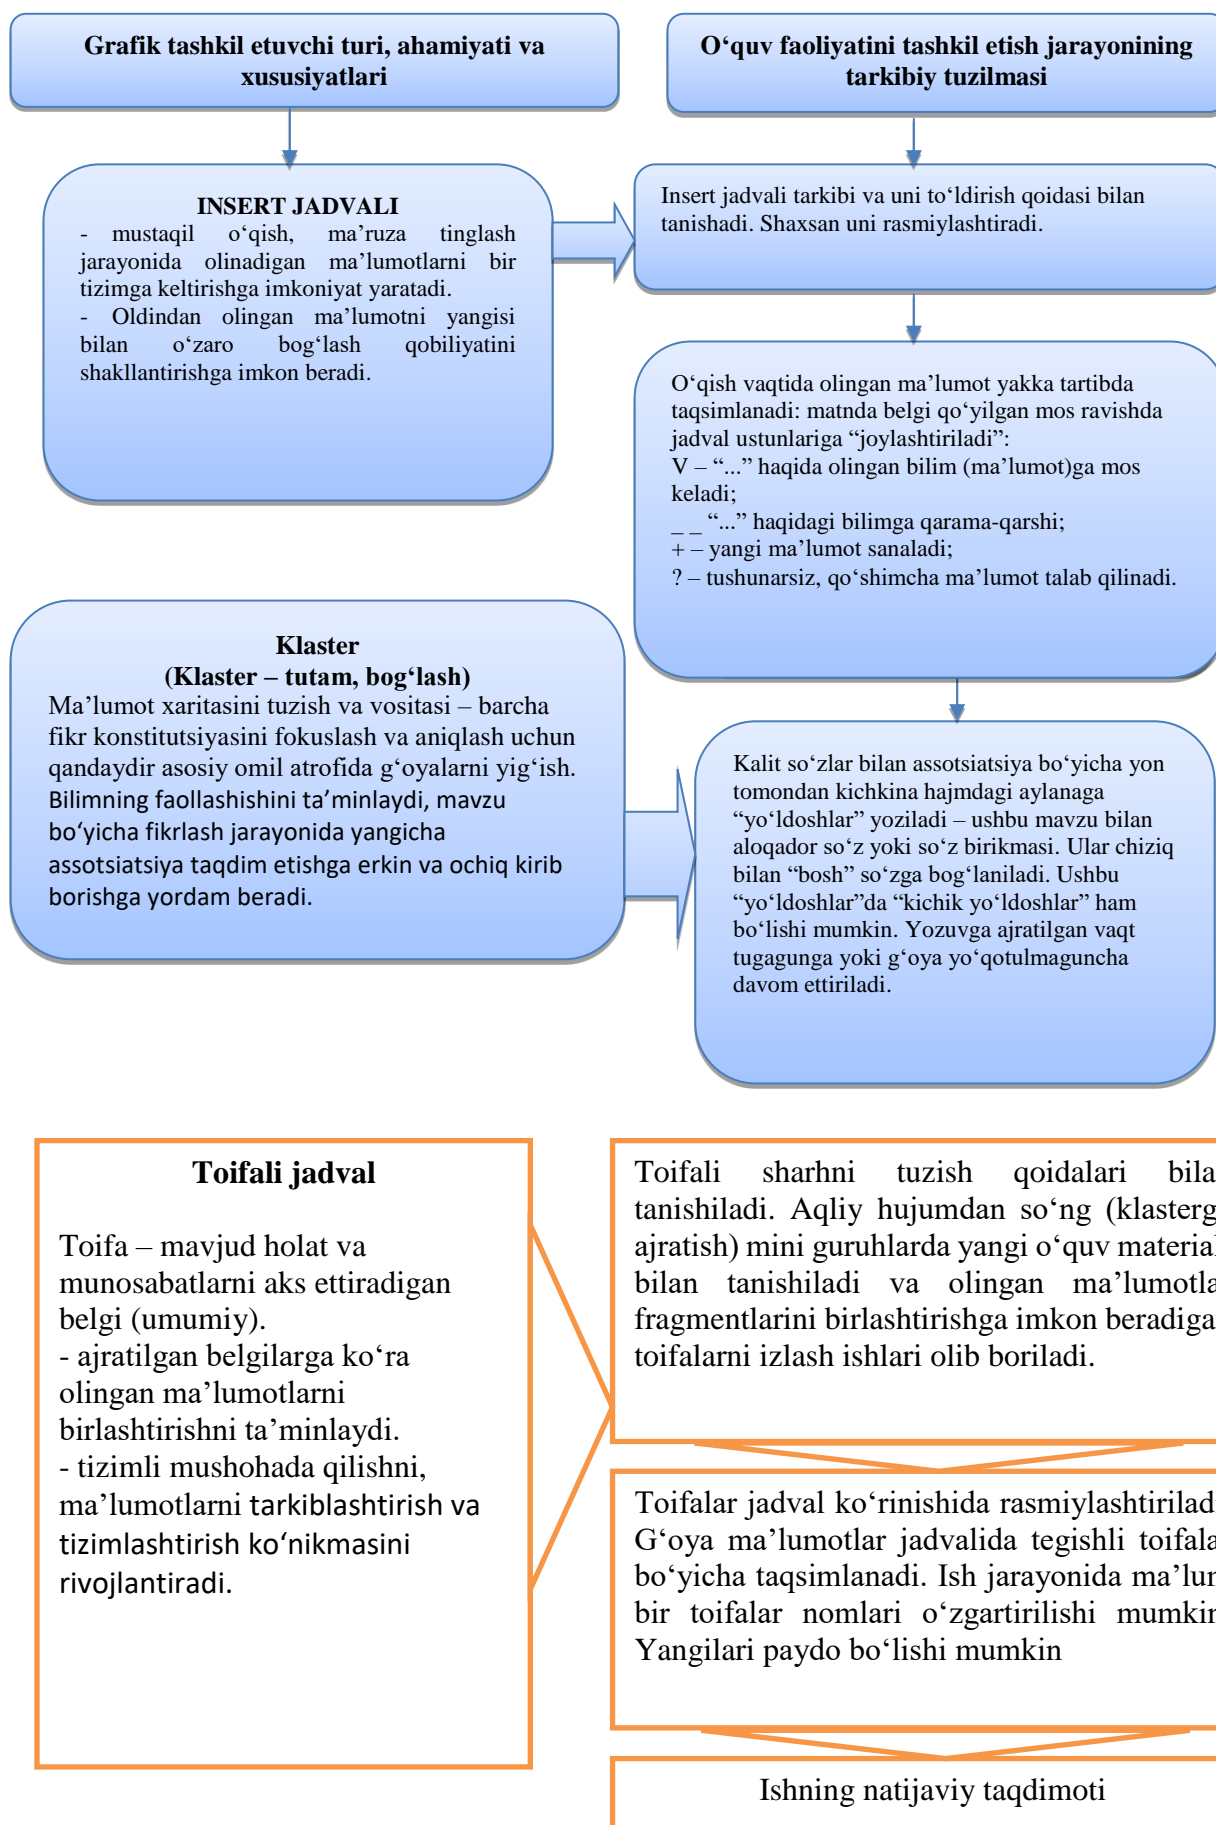 Grafik tashkil etuvchi turi, ahamiyati va
xususiyatlari
O‘quv faoliyatini tashkil etish jarayonining
tarkibiy tuzilmasi
INSERT JADVALI
- mustaqil o‘qish, ma’ruza tinglash
jarayonida olinadigan ma’lumotlarni bir
tizimga keltirishga imkoniyat yaratadi.
- Oldindan olingan ma’lumotni yangisi
bilan o‘zaro bog‘lash qobiliyatini
shakllantirishga imkon beradi.
Insert jadvali tarkibi va uni to‘ldirish qoidasi bilan
tanishadi. Shaxsan uni rasmiylashtiradi.
O‘qish vaqtida olingan ma’lumot yakka tartibda
taqsimlanadi: matnda belgi qo‘yilgan mos ravishda
jadval ustunlariga “joylashtiriladi”:
V – “...” haqida olingan bilim (ma’lumot)ga mos
keladi;
_ _ “...” haqidagi bilimga qarama-qarshi;
+ – yangi ma’lumot sanaladi;
? – tushunarsiz, qo‘shimcha ma’lumot talab qilinadi.
Klaster
(Klaster – tutam, bog‘lash)
Ma’lumot xaritasini tuzish va vositasi – barcha
fikr konstitutsiyasini fokuslash va aniqlash uchun
qandaydir asosiy omil atrofida g‘oyalarni yig‘ish.
Bilimning faollashishini ta’minlaydi, mavzu
bo‘yicha fikrlash jarayonida yangicha
assotsiatsiya taqdim etishga erkin va ochiq kirib
borishga yordam beradi.
Kalit so‘zlar bilan assotsiatsiya bo‘yicha yon
tomondan kichkina hajmdagi aylanaga
“yo‘ldoshlar” yoziladi – ushbu mavzu bilan
aloqador so‘z yoki so‘z birikmasi. Ular chiziq
bilan “bosh” so‘zga bog‘laniladi. Ushbu
“yo‘ldoshlar”da “kichik yo‘ldoshlar” ham
bo‘lishi mumkin. Yozuvga ajratilgan vaqt
tugagunga yoki g‘oya yo‘qotulmaguncha
davom ettiriladi.
Toifali jadval
Toifa – mavjud holat va
munosabatlarni aks ettiradigan
belgi (umumiy).
- ajratilgan belgilarga ko‘ra
olingan ma’lumotlarni
birlashtirishni ta’minlaydi.
- tizimli mushohada qilishni,
ma’lumotlarni tarkiblashtirish va
tizimlashtirish ko‘nikmasini
rivojlantiradi.
Toifali sharhni tuzish qoidalari bila
tanishiladi. Aqliy hujumdan so‘ng (klasterg
ajratish) mini guruhlarda yangi o‘quv material
bilan tanishiladi va olingan ma’lumotla
fragmentlarini birlashtirishga imkon beradiga
toifalarni izlash ishlari olib boriladi.
Toifalar jadval ko‘rinishida rasmiylashtiriladi
G‘oya ma’lumotlar jadvalida tegishli toifala
bo‘yicha taqsimlanadi. Ish jarayonida ma’lum
bir toifalar nomlari o‘zgartirilishi mumkin
Yangilari paydo bo‘lishi mumkin
Ishning natijaviy taqdimoti